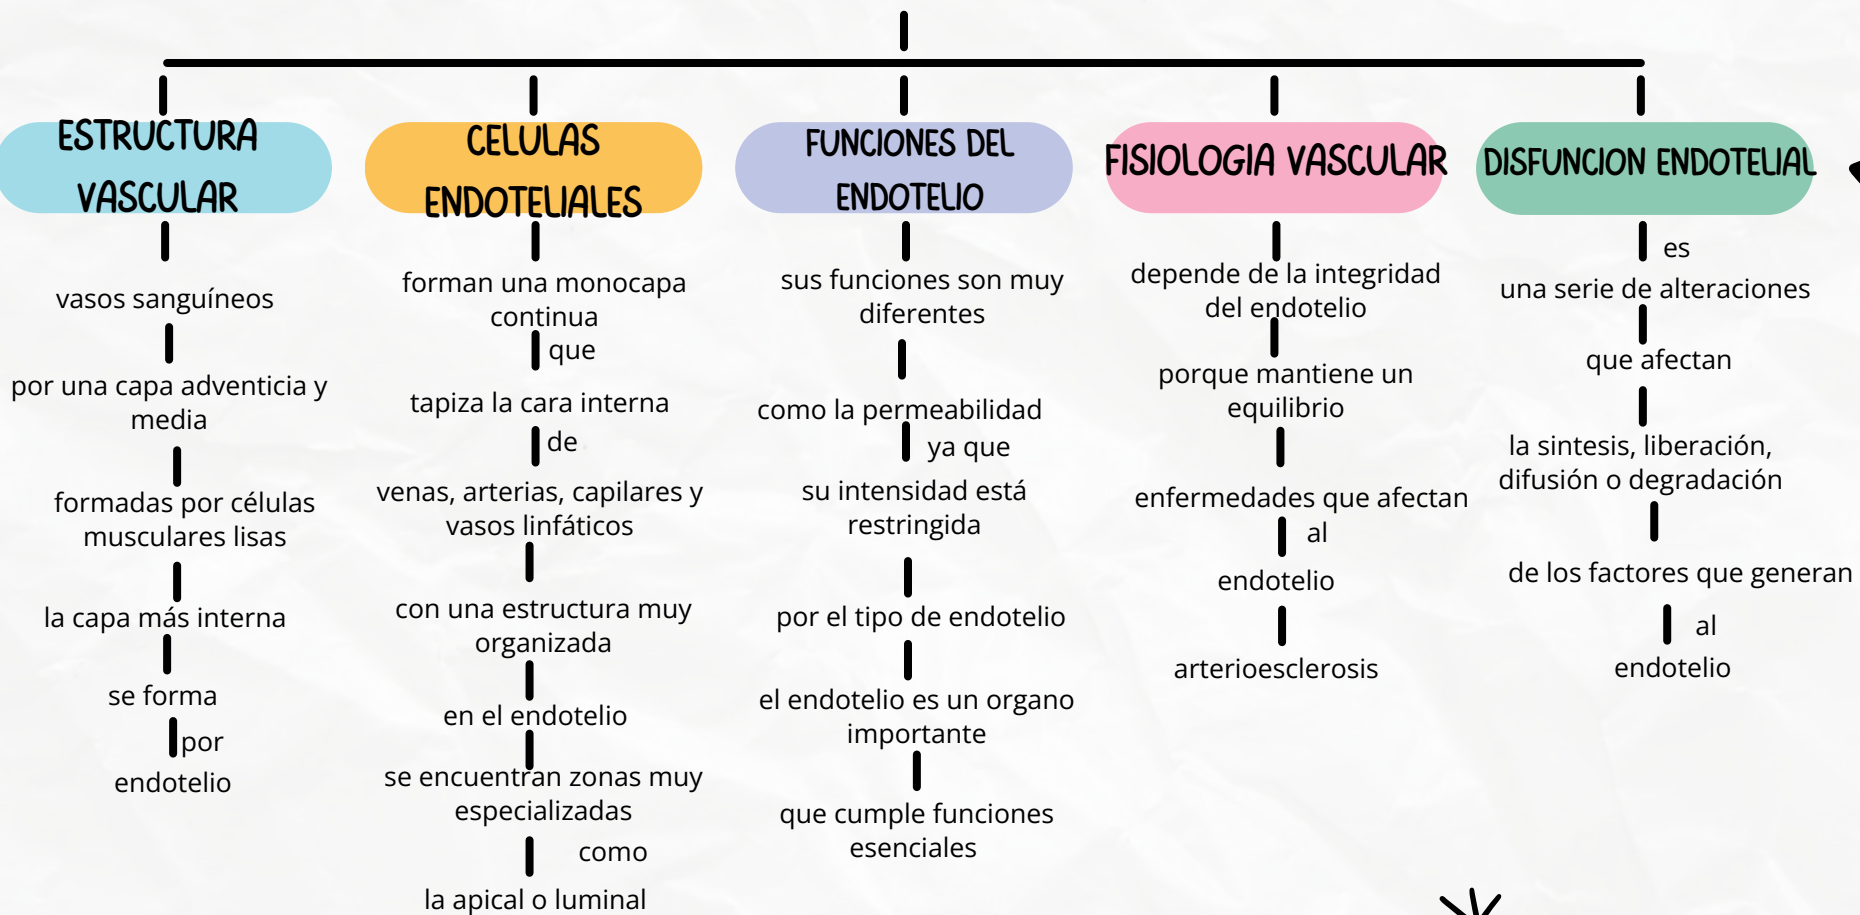 ESTRUCTURA
VASCULAR
vasos sanguíneos
por una capa adventicia y
media
formadas por células
musculares lisas
la capa más interna
se forma
por
endotelio
CELULAS
ENDOTELIALES
forman una monocapa
continua
que
tapiza la cara interna
de
venas, arterias, capilares y
vasos linfáticos
con una estructura muy
organizada
en el endotelio
se encuentran zonas muy
especializadas
como
la apical o luminal
FUNCIONES DEL
ENDOTELIO
sus funciones son muy
diferentes
como la permeabilidad
ya que
su intensidad está
restringida
por el tipo de endotelio
el endotelio es un organo
importante
que cumple funciones
esenciales
FISIOLOGIA VASCULAR
depende de la integridad
del endotelio
porque mantiene un
equilibrio
enfermedades que afectan
al
endotelio
arterioesclerosis
DISFUNCION ENDOTELIAL
es
una serie de alteraciones
que afectan
la sintesis, liberación,
difusión o degradación
de los factores que generan
al
endotelio